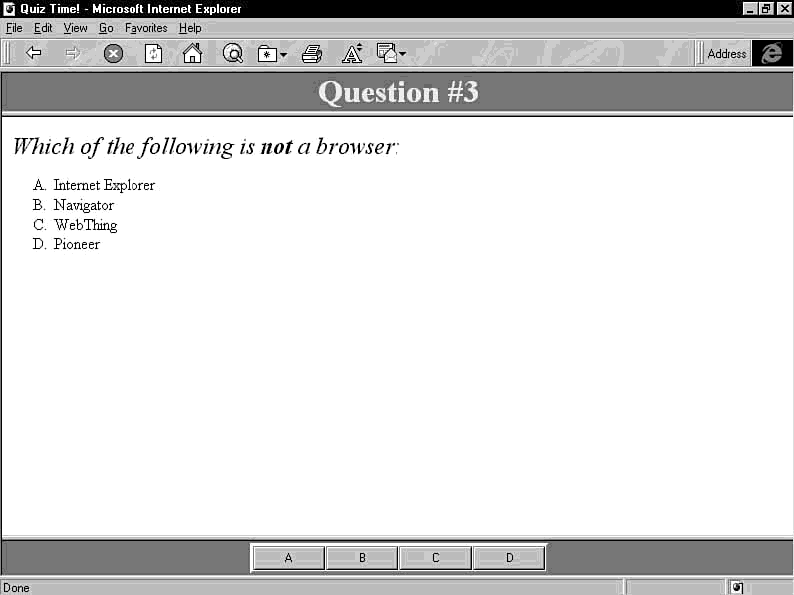 Quiz Time! - Microsoft Internet Explorer
File Edit View Go Favorites Help
Address
Question #3
Which of the following is not a browser:
A. Internet Explorer
B. Navigator
C. WebThing
D. Pioneer
A B C D
Done